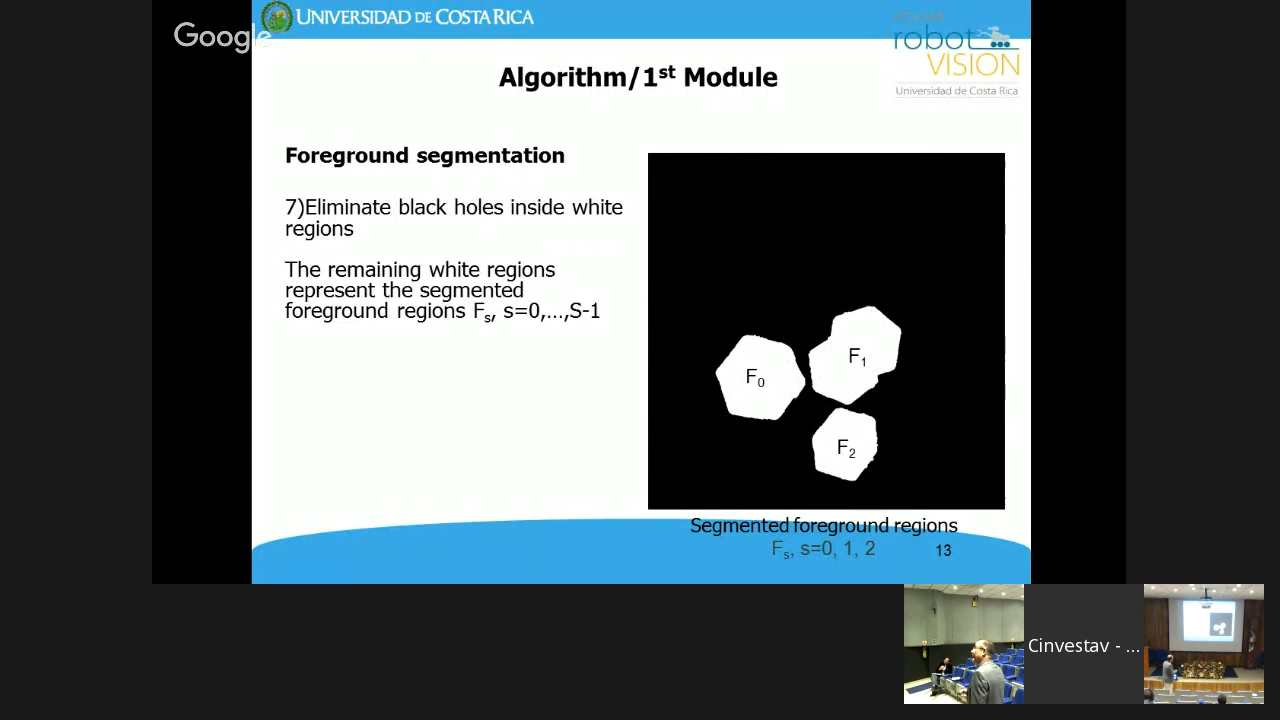 Google
UNIVERSIDAD DE COSTA RICA
robot
VISION
Universidad de Costa Rica
Algorithm/1st Module
Foreground segmentation
7)Eliminate black holes inside white
regions
The remaining white regions
represent the segmented
foreground regions Fs, s=0,...,S-1
F0
F1
F2
Segmented foreground regions
Fs, s=0, 1, 2
13
Cinvestav - ...